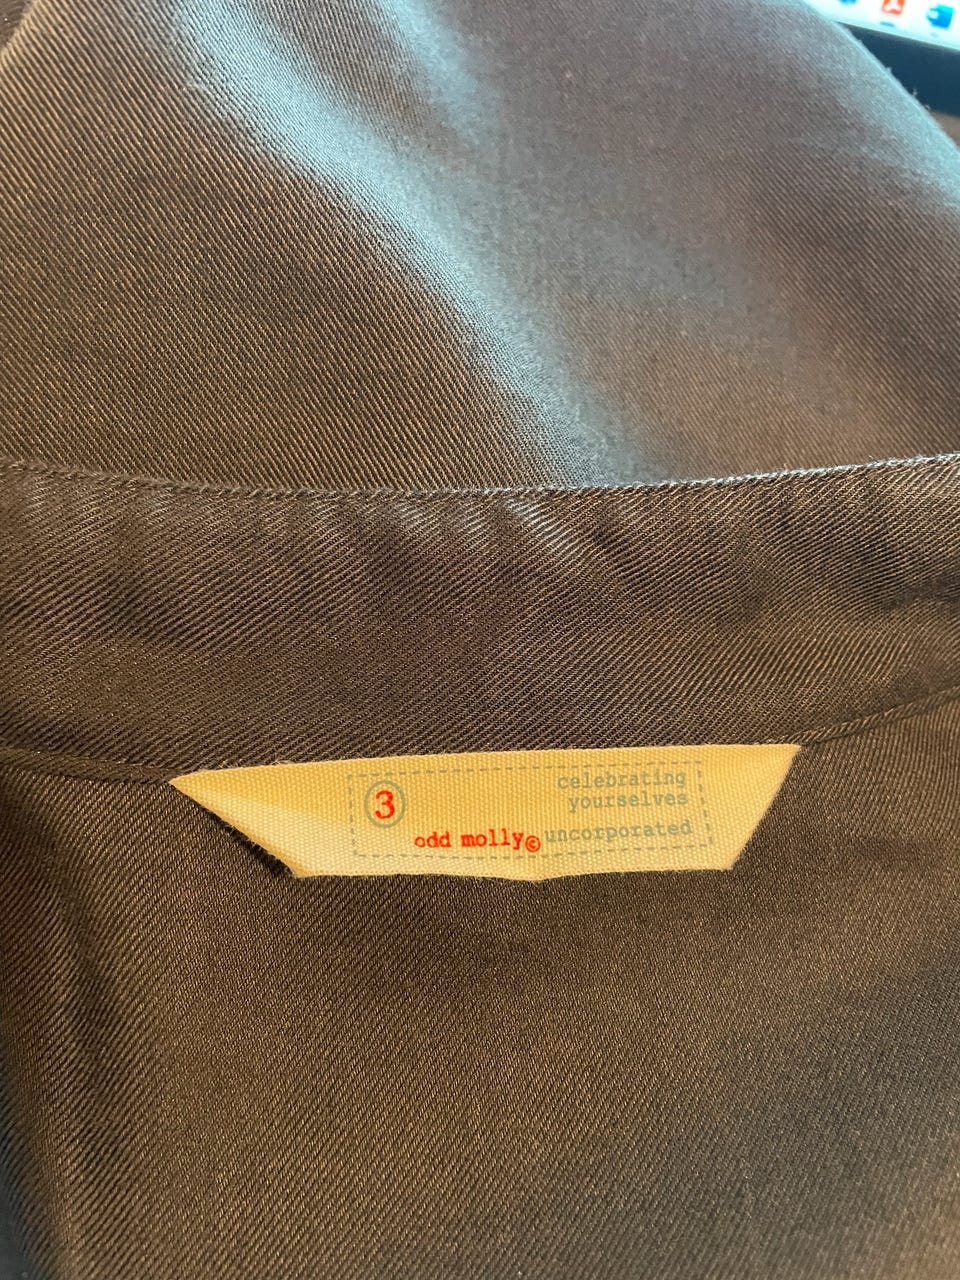 celebrating
3 yourselves
odd molly© uncorporated